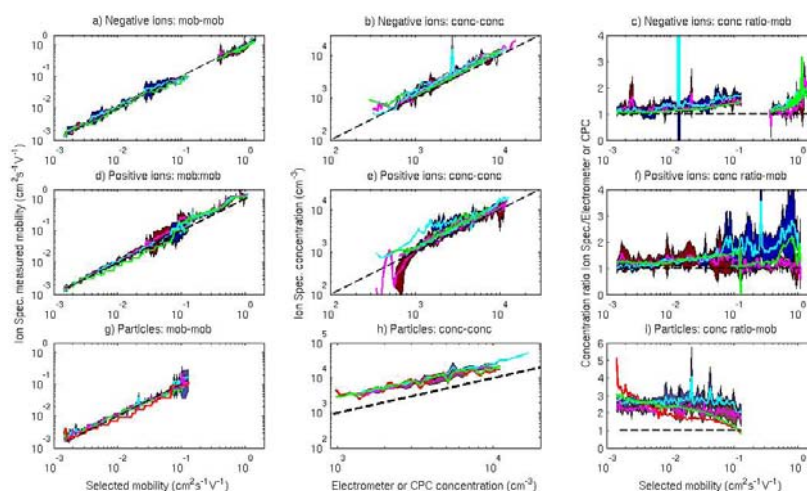 a) Negative ions: mob-mob
b) Negative ions: conc-conc
c) Negative ions: conc ratio-mob
d) Positive ions: mob:mob
e) Positive ions: conc-conc
f) Positive ions: conc ratio-mob
g) Particles: mob-mob
h) Particles: conc-conc
i) Particles: conc ratio-mob
Ion Spec. measured mobility (cm²s⁻¹V⁻¹)
Ion Spec. concentration (cm⁻³)
Concentration ratio Ion Spec./Electrometer or CPC
Selected mobility (cm²s⁻¹V⁻¹)
Electrometer or CPC concentration (cm⁻³)
Selected mobility (cm²s⁻¹V⁻¹)